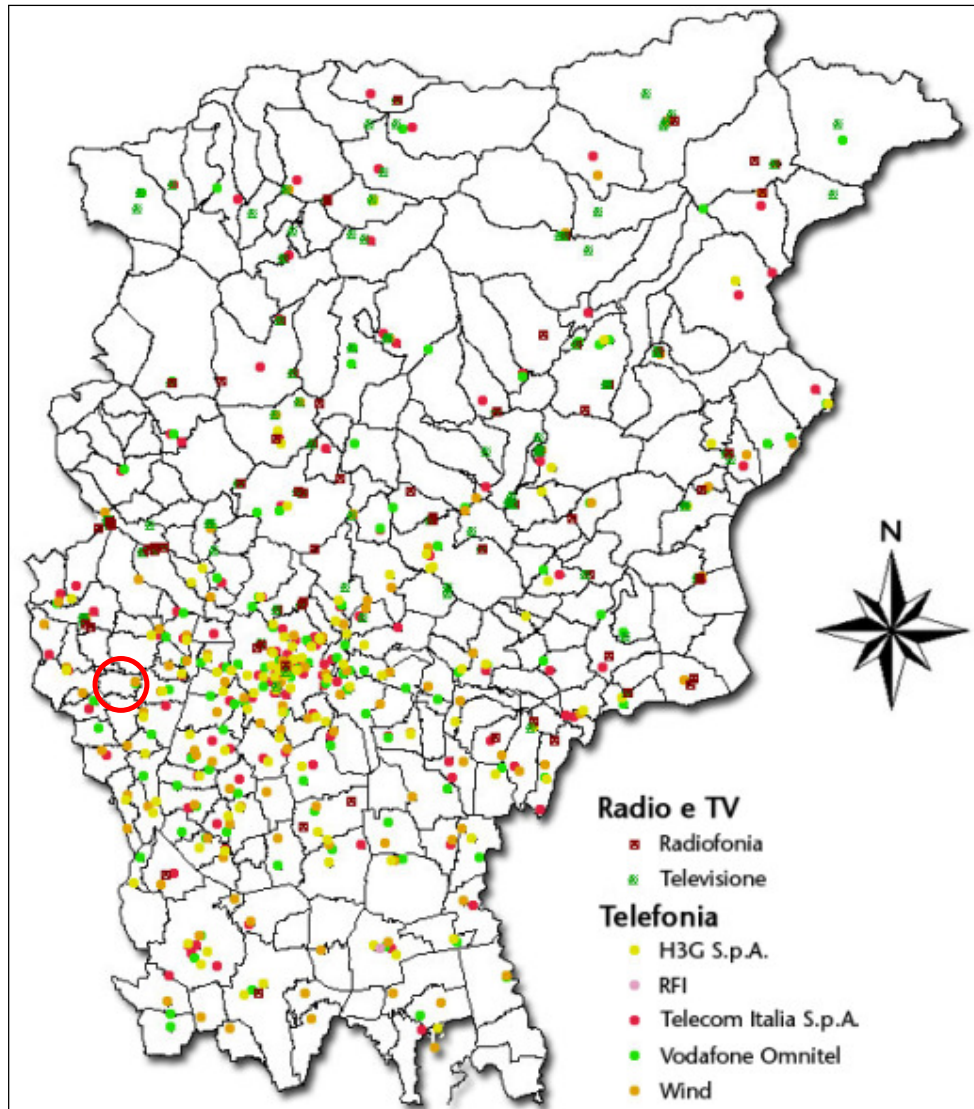 N
Radio e TV
Radiofonia
Televisione
Telefonia
H3G S.p.A.
RFI
Telecom Italia S.p.A.
Vodafone Omnitel
Wind